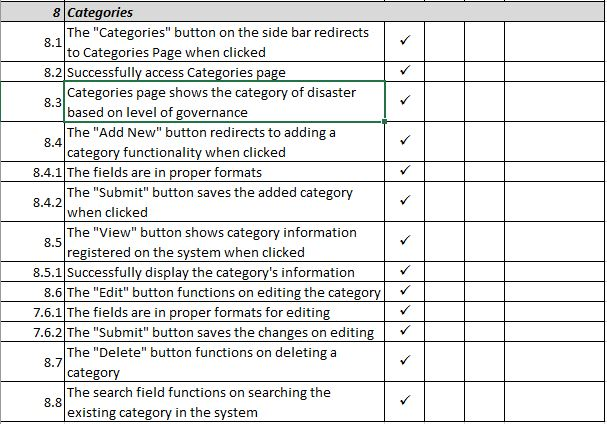 8 Categories
8.1 The "Categories" button on the side bar redirects
to Categories Page when clicked
✓
8.2 Successfully access Categories page ✓
8.3 Categories page shows the category of disaster
based on level of governance
✓
8.4 The "Add New" button redirects to adding a
category functionality when clicked
✓
8.4.1 The fields are in proper formats ✓
8.4.2 The "Submit" button saves the added category
when clicked
✓
8.5 The "View" button shows category information
registered on the system when clicked
✓
8.5.1 Successfully display the category's information ✓
8.6 The "Edit" button functions on editing the category ✓
7.6.1 The fields are in proper formats for editing ✓
7.6.2 The "Submit" button saves the changes on editing ✓
8.7 The "Delete" button functions on deleting a
category
✓
8.8 The search field functions on searching the
existing category in the system
✓